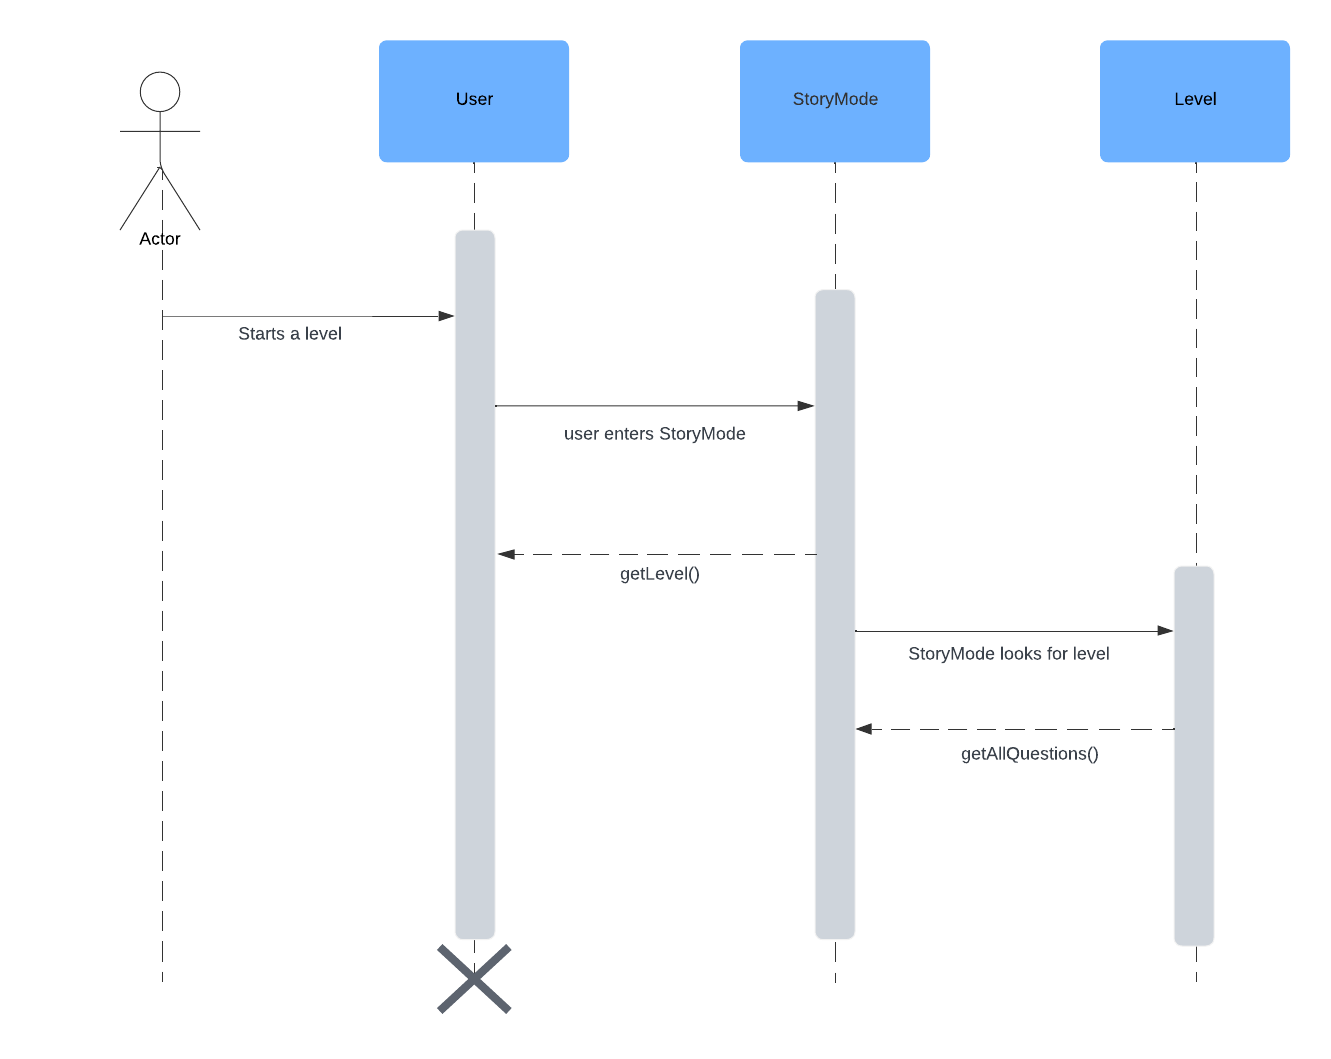 User
StoryMode
Level
Actor
Starts a level
user enters StoryMode
getLevel()
StoryMode looks for level
getAllQuestions()